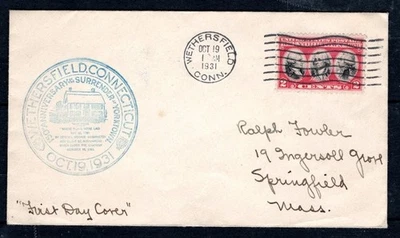 WETHERSFIELD, CONNECTICUT
ANNIVERSARY OF THE SURRENDER OF YORKTOWN
OCT. 19, 1931
WETHERSFIELD
OCT 19
1931
CONN.
UNITED STATES POSTAGE
2 CENTS 2
Ralph Fowler
19 Ingersoll Grove
Springfield
Mass.
"First Day Cover"